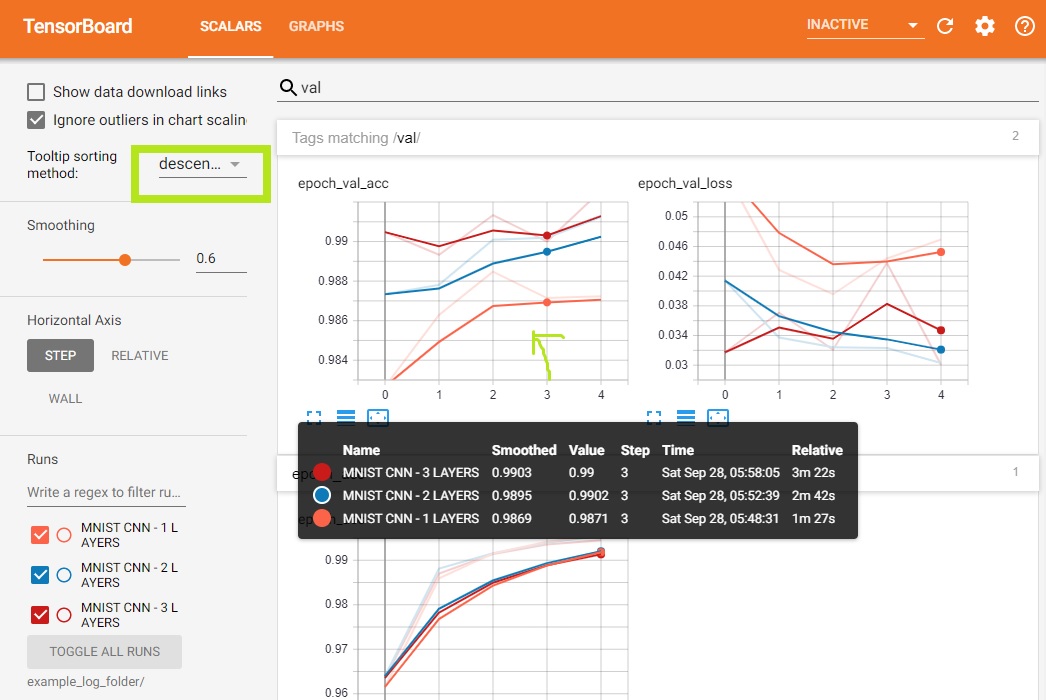 TensorBoard SCALARS GRAPHS INACTIVE
Show data download links
Ignore outliers in chart scalin
Tooltip sorting
method:
descen...
Smoothing
0.6
Horizontal Axis
STEP RELATIVE
WALL
Runs
Write a regex to filter ru...
MNIST CNN - 1 L
AYERS
MNIST CNN - 2 L
AYERS
MNIST CNN - 3 L
AYERS
TOGGLE ALL RUNS
example_log_folder/
val
Tags matching /val/ 2
epoch_val_acc
0.99
0.988
0.986
0.984
0 1 2 3 4
epoch_val_loss
0.05
0.046
0.042
0.038
0.034
0.03
0 1 2 3 4
1
Name Smoothed Value Step Time Relative
MNIST CNN - 3 LAYERS 0.9903 0.99 3 Sat Sep 28, 05:58:05 3m 22s
MNIST CNN - 2 LAYERS 0.9895 0.9902 3 Sat Sep 28, 05:52:39 2m 42s
MNIST CNN - 1 LAYERS 0.9869 0.9871 3 Sat Sep 28, 05:48:31 1m 27s
0.99
0.98
0.97
0.96